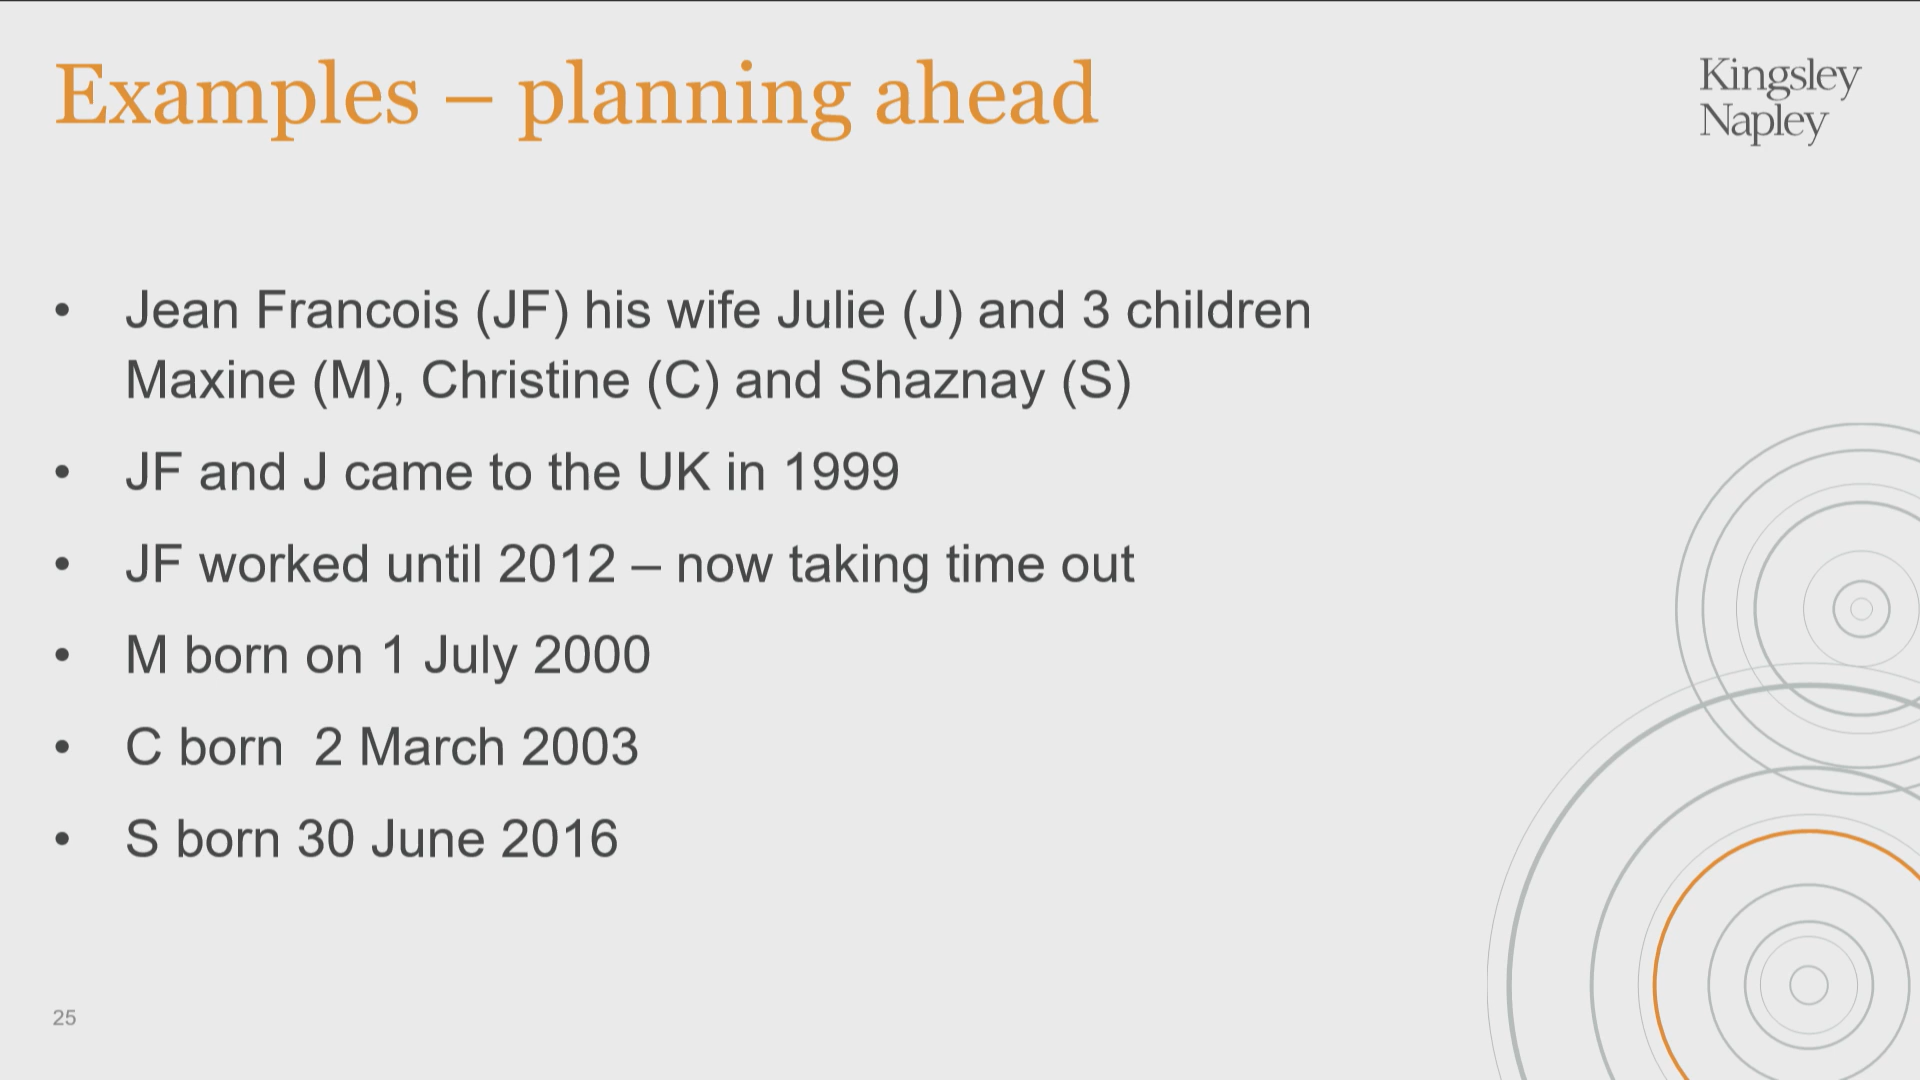 Examples – planning ahead
Kingsley
Napley
• Jean Francois (JF) his wife Julie (J) and 3 children
Maxine (M), Christine (C) and Shaznay (S)
• JF and J came to the UK in 1999
• JF worked until 2012 – now taking time out
• M born on 1 July 2000
• C born  2 March 2003
• S born 30 June 2016
25